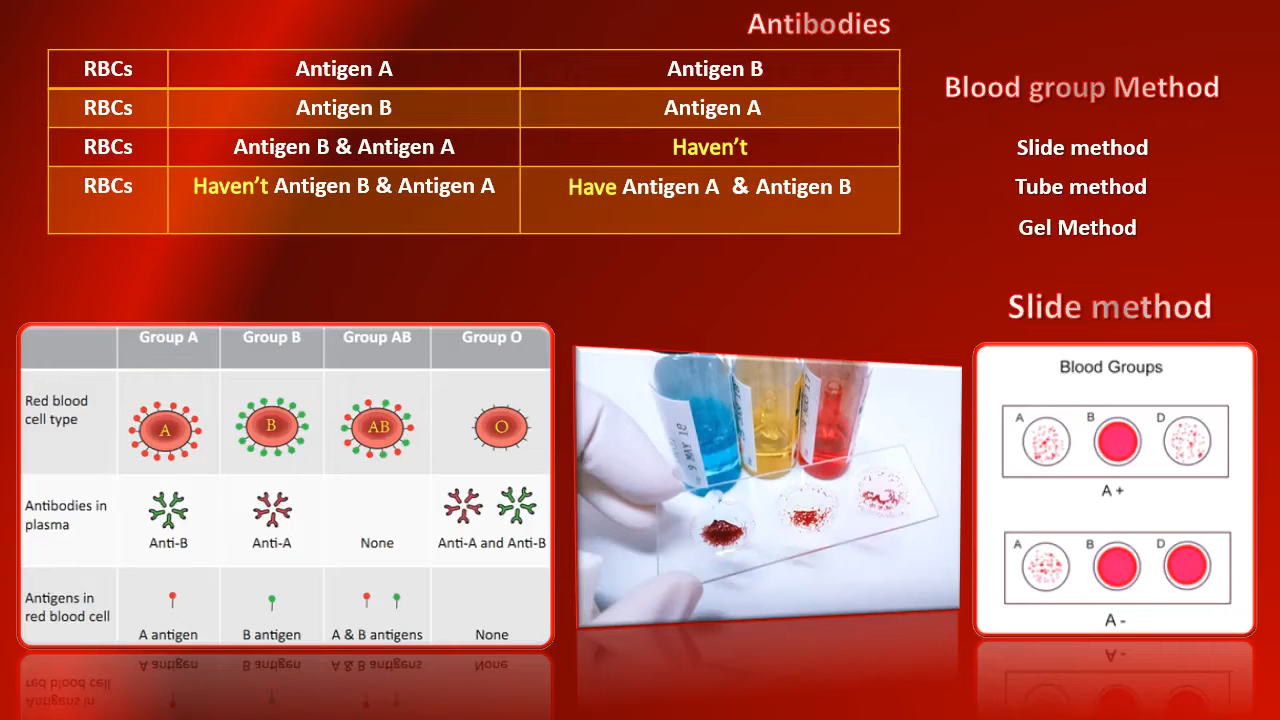 Antibodies
RBCs Antigen A Antigen B
RBCs Antigen B Antigen A
RBCs Antigen B & Antigen A Haven't
RBCs Haven't Antigen B & Antigen A Have Antigen A & Antigen B
Blood group Method
Slide method
Tube method
Gel Method
Slide method
Group A Group B Group AB Group O
Red blood
cell type
A B AB O
Antibodies in
plasma
Anti-B Anti-A None Anti-A and Anti-B
Antigens in
red blood cell
A antigen B antigen A & B antigens None
9 MAY 18
Blood Groups
A B D
A +
A B D
A -